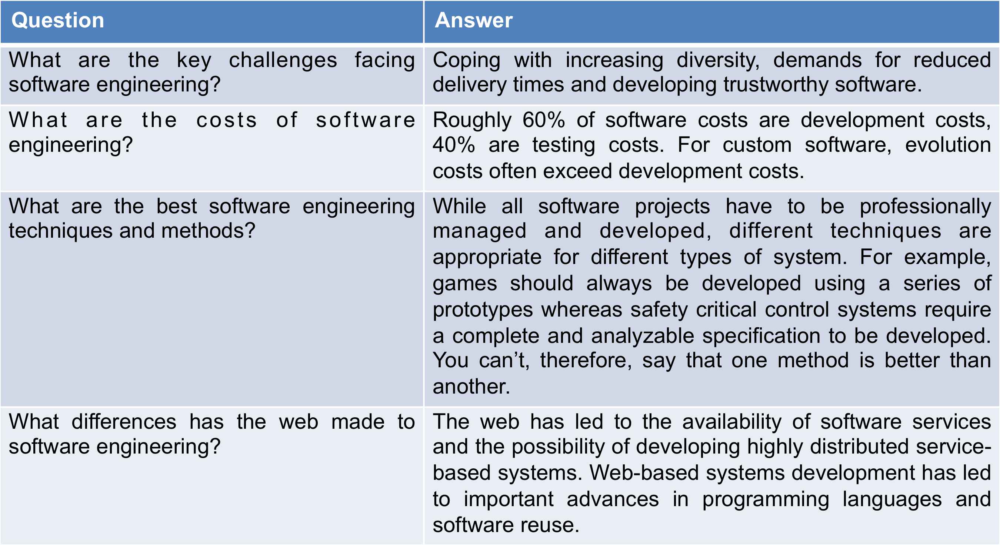 Question
Answer
What are the key challenges facing
software engineering?
Coping with increasing diversity, demands for reduced
delivery times and developing trustworthy software.
What are the costs of software
engineering?
Roughly 60% of software costs are development costs,
40% are testing costs. For custom software, evolution
costs often exceed development costs.
What are the best software engineering
techniques and methods?
While all software projects have to be professionally
managed and developed, different techniques are
appropriate for different types of system. For example,
games should always be developed using a series of
prototypes whereas safety critical control systems require
a complete and analyzable specification to be developed.
You can’t, therefore, say that one method is better than
another.
What differences has the web made to
software engineering?
The web has led to the availability of software services
and the possibility of developing highly distributed service-
based systems. Web-based systems development has led
to important advances in programming languages and
software reuse.